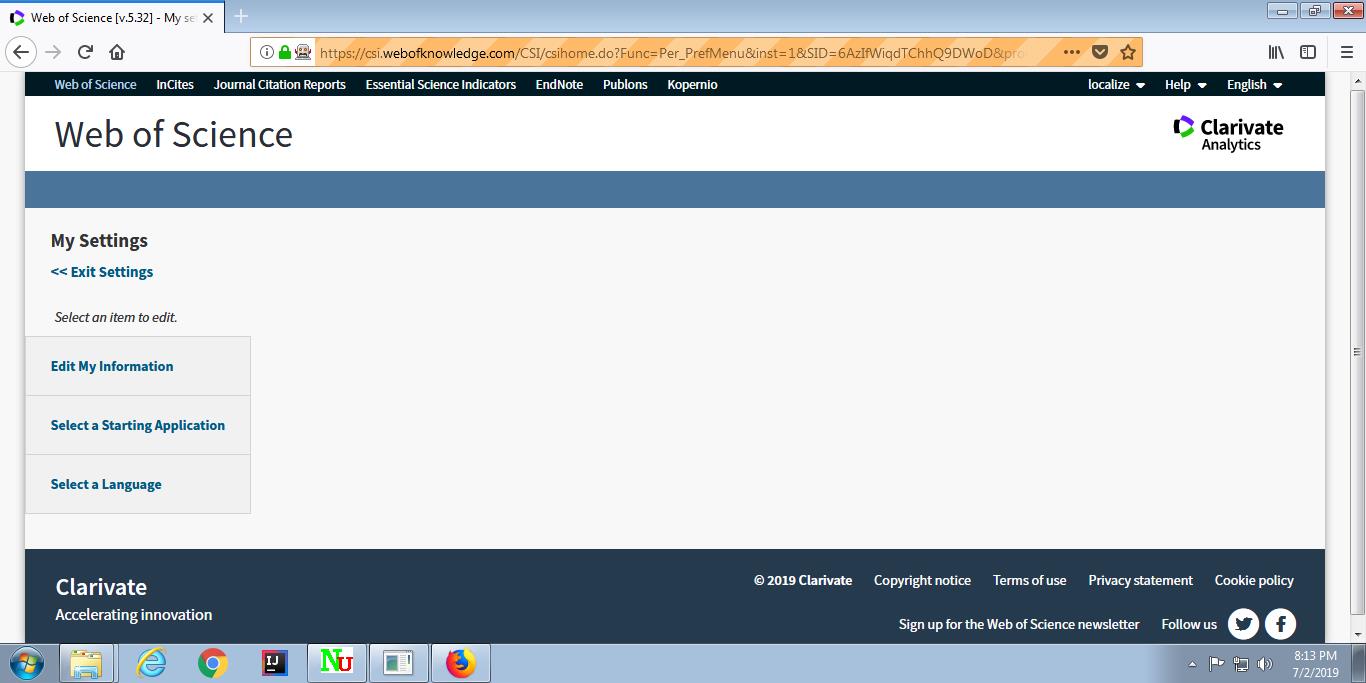 Web of Science [v.5.32] - My se
https://csi.webofknowledge.com/CSI/csihome.do?Func=Per_PrefMenu&inst=1&SID=6AzIfWiqdTChhQ9DWoD&pro
Web of Science InCites Journal Citation Reports Essential Science Indicators EndNote Publons Kopernio localize Help English
Web of Science
Clarivate
Analytics
My Settings
<< Exit Settings
Select an item to edit.
Edit My Information
Select a Starting Application
Select a Language
Clarivate
Accelerating innovation
© 2019 Clarivate Copyright notice Terms of use Privacy statement Cookie policy
Sign up for the Web of Science newsletter Follow us
IJ
NU
8:13 PM
7/2/2019